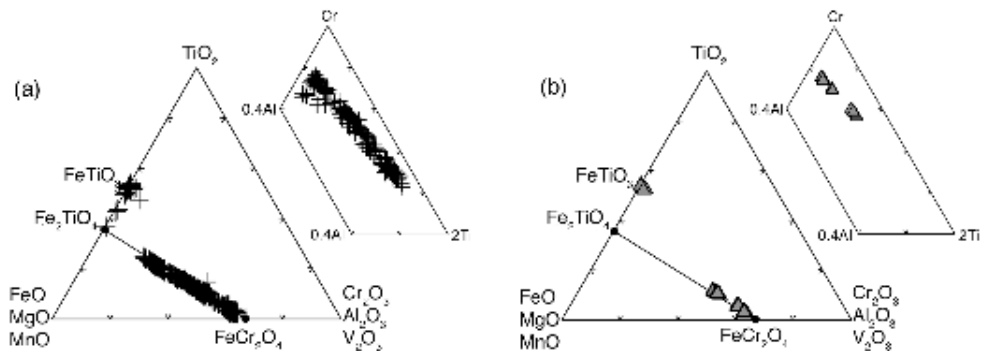 (a)
Cr
TiO₂
0.4Al
FeTiO₃
Fe₂TiO₄
0.4Al
2Ti
FeO
MgO
MnO
FeCr₂O₄
Cr₂O₃
Al₂O₃
V₂O₃
(b)
Cr
TiO₂
0.4Al
FeTiO₃
Fe₂TiO₄
0.4Al
2Ti
FeO
MgO
MnO
FeCr₂O₄
Cr₂O₃
Al₂O₃
V₂O₃